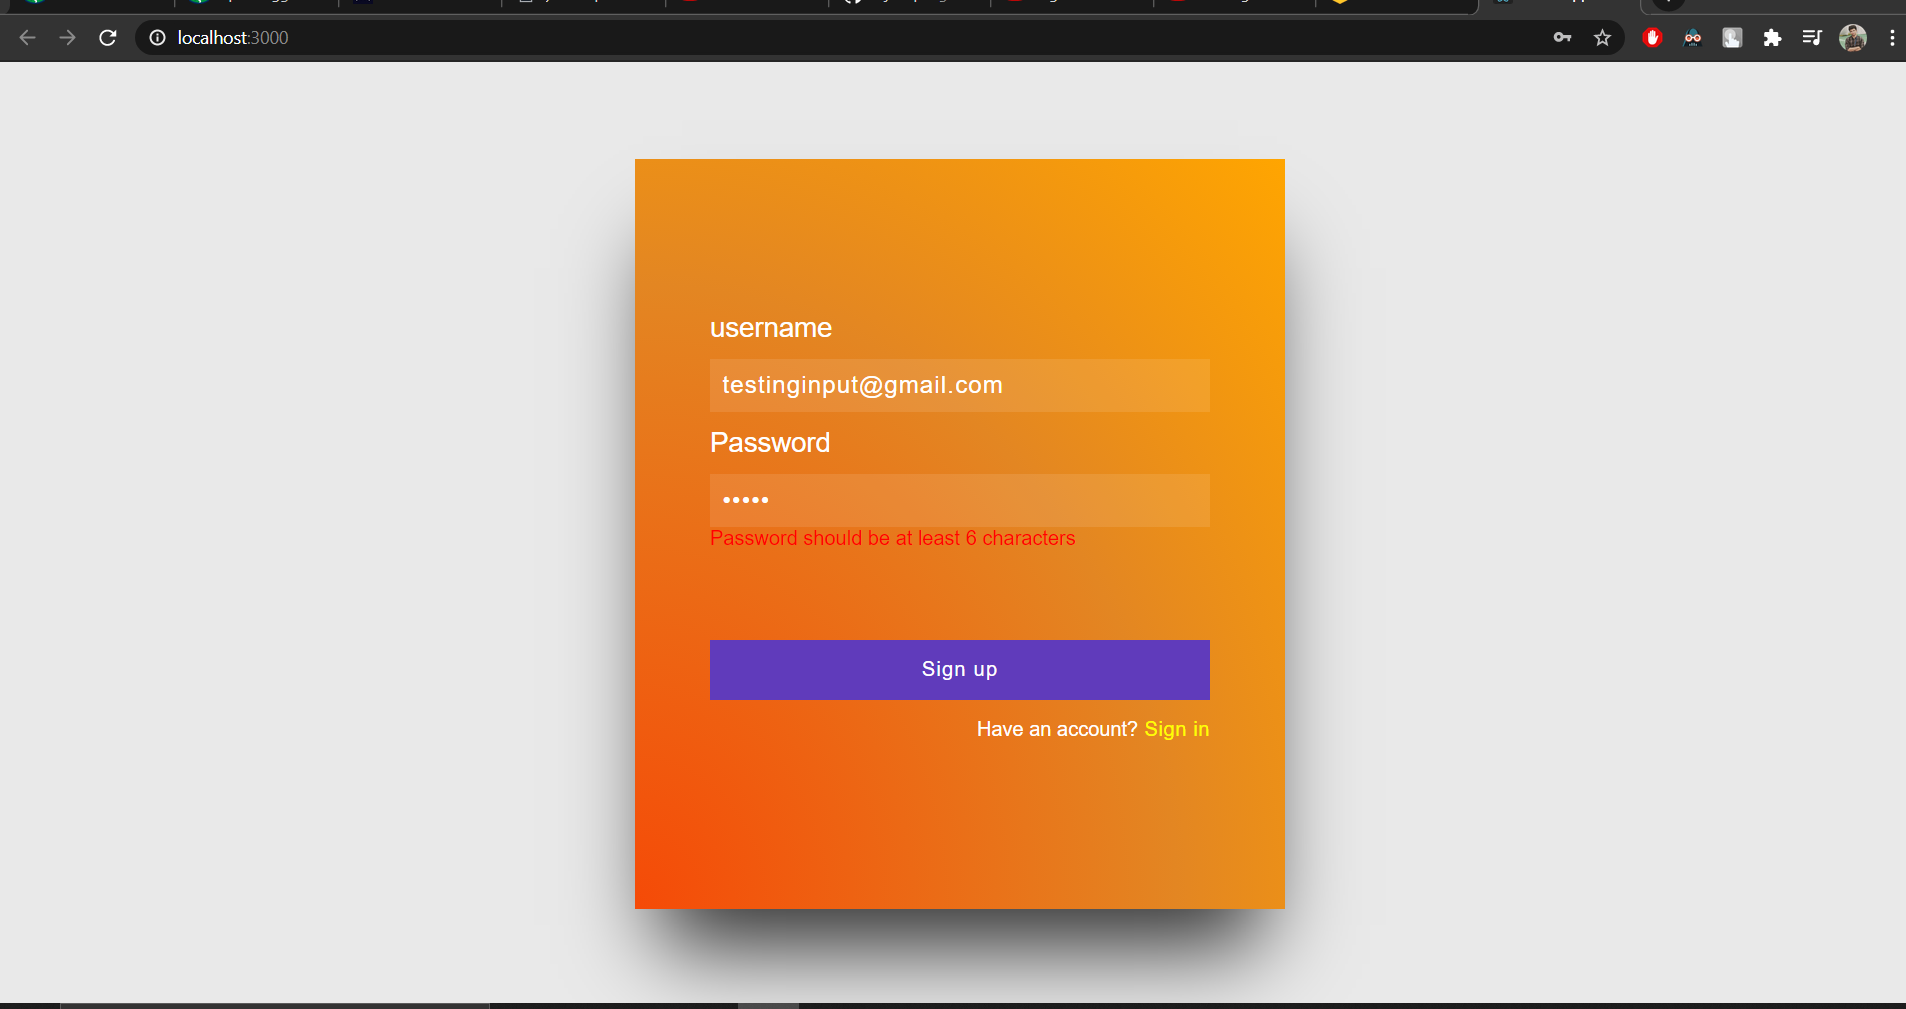 localhost:3000
username
testinginput@gmail.com
Password
•••••
Password should be at least 6 characters
Sign up
Have an account? Sign in